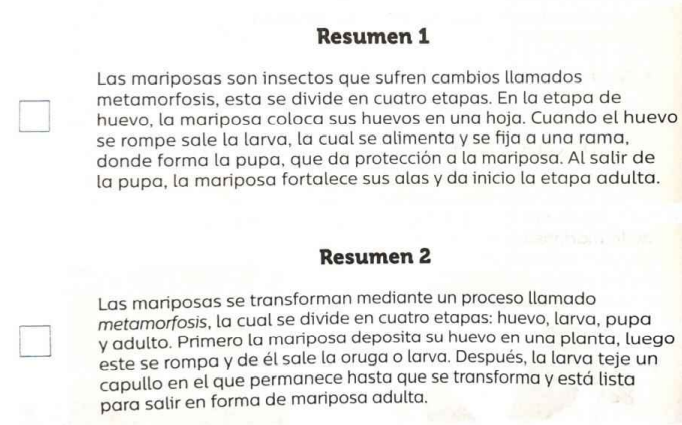 Resumen 1
Las mariposas son insectos que sufren cambios llamados
metamorfosis, esta se divide en cuatro etapas. En la etapa de
huevo, la mariposa coloca sus huevos en una hoja. Cuando el huevo
se rompe sale la larva, la cual se alimenta y se fija a una rama,
donde forma la pupa, que da protección a la mariposa. Al salir de
la pupa, la mariposa fortalece sus alas y da inicio la etapa adulta.
Resumen 2
Las mariposas se transforman mediante un proceso llamado
metamorfosis, la cual se divide en cuatro etapas: huevo, larva, pupa
y adulto. Primero la mariposa deposita su huevo en una planta, luego
este se rompa y de él sale la oruga o larva. Después, la larva teje un
capullo en el que permanece hasta que se transforma y está lista
para salir en forma de mariposa adulta.